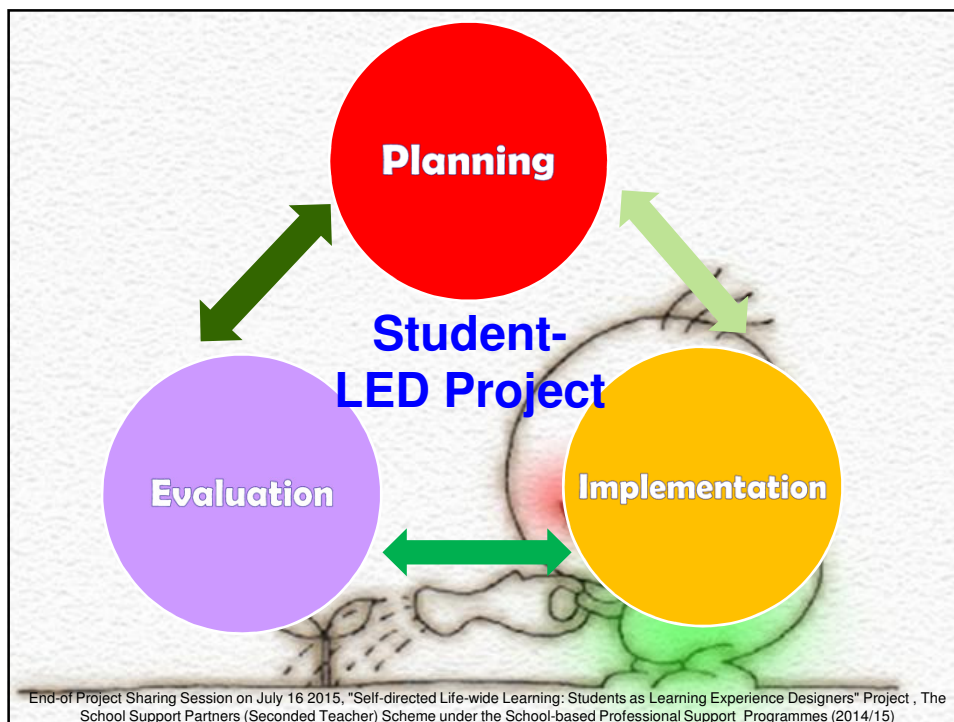 Planning
Student-
LED Project
Evaluation
Implementation
End-of Project Sharing Session on July 16 2015, "Self-directed Life-wide Learning: Students as Learning Experience Designers" Project , The
School Support Partners (Seconded Teacher) Scheme under the School-based Professional Support Programmes (2014/15)